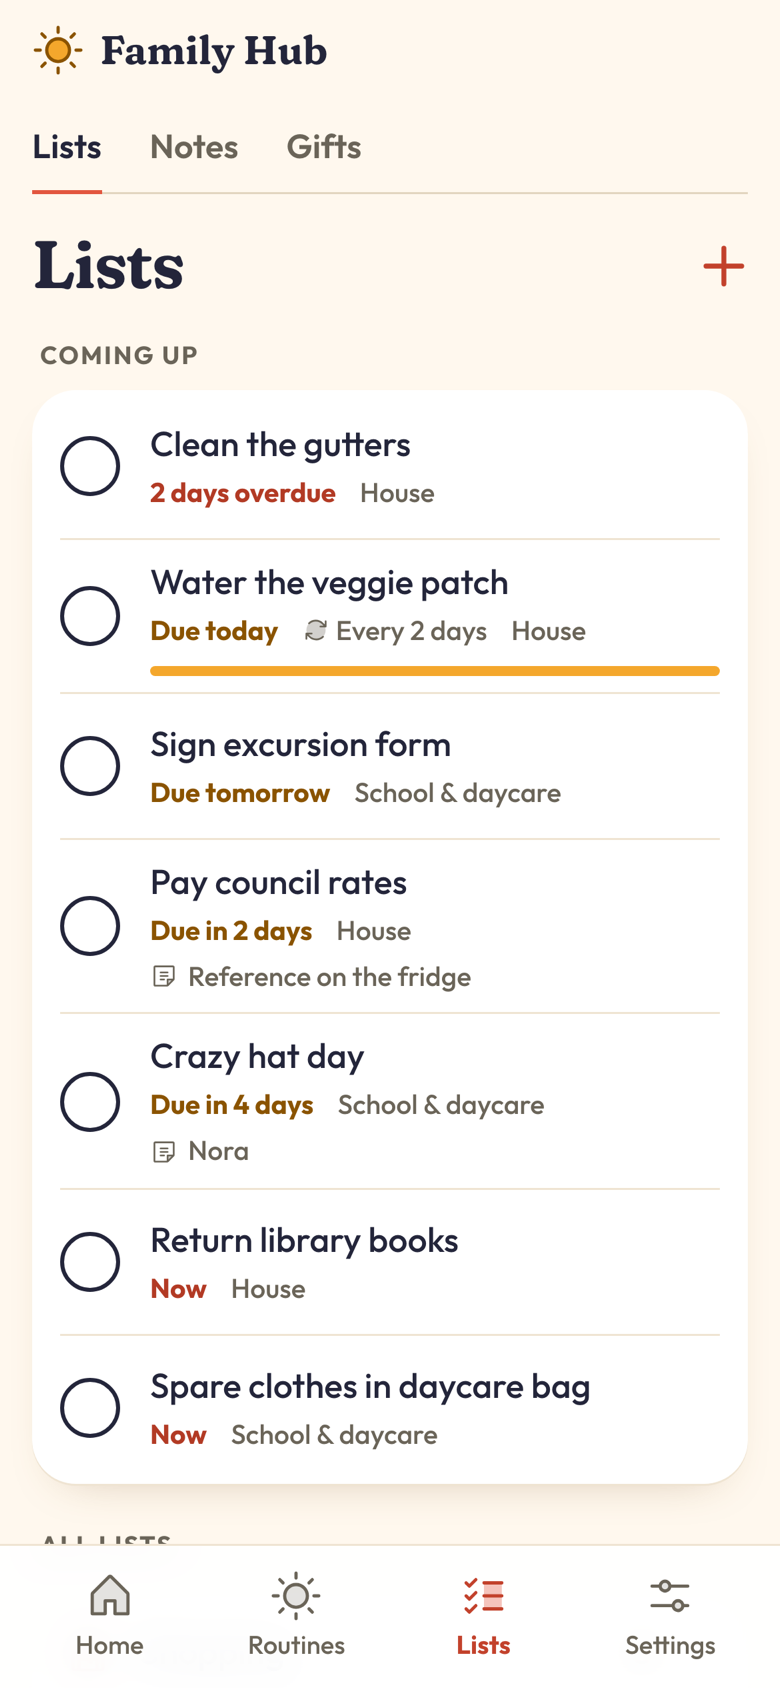 Family Hub
Lists Notes Gifts
Lists
COMING UP
Clean the gutters
2 days overdue House
Water the veggie patch
Due today Every 2 days House
Sign excursion form
Due tomorrow School & daycare
Pay council rates
Due in 2 days House
Reference on the fridge
Crazy hat day
Due in 4 days School & daycare
Nora
Return library books
Now House
Spare clothes in daycare bag
Now School & daycare
ALL LISTS
Home Routines Lists Settings